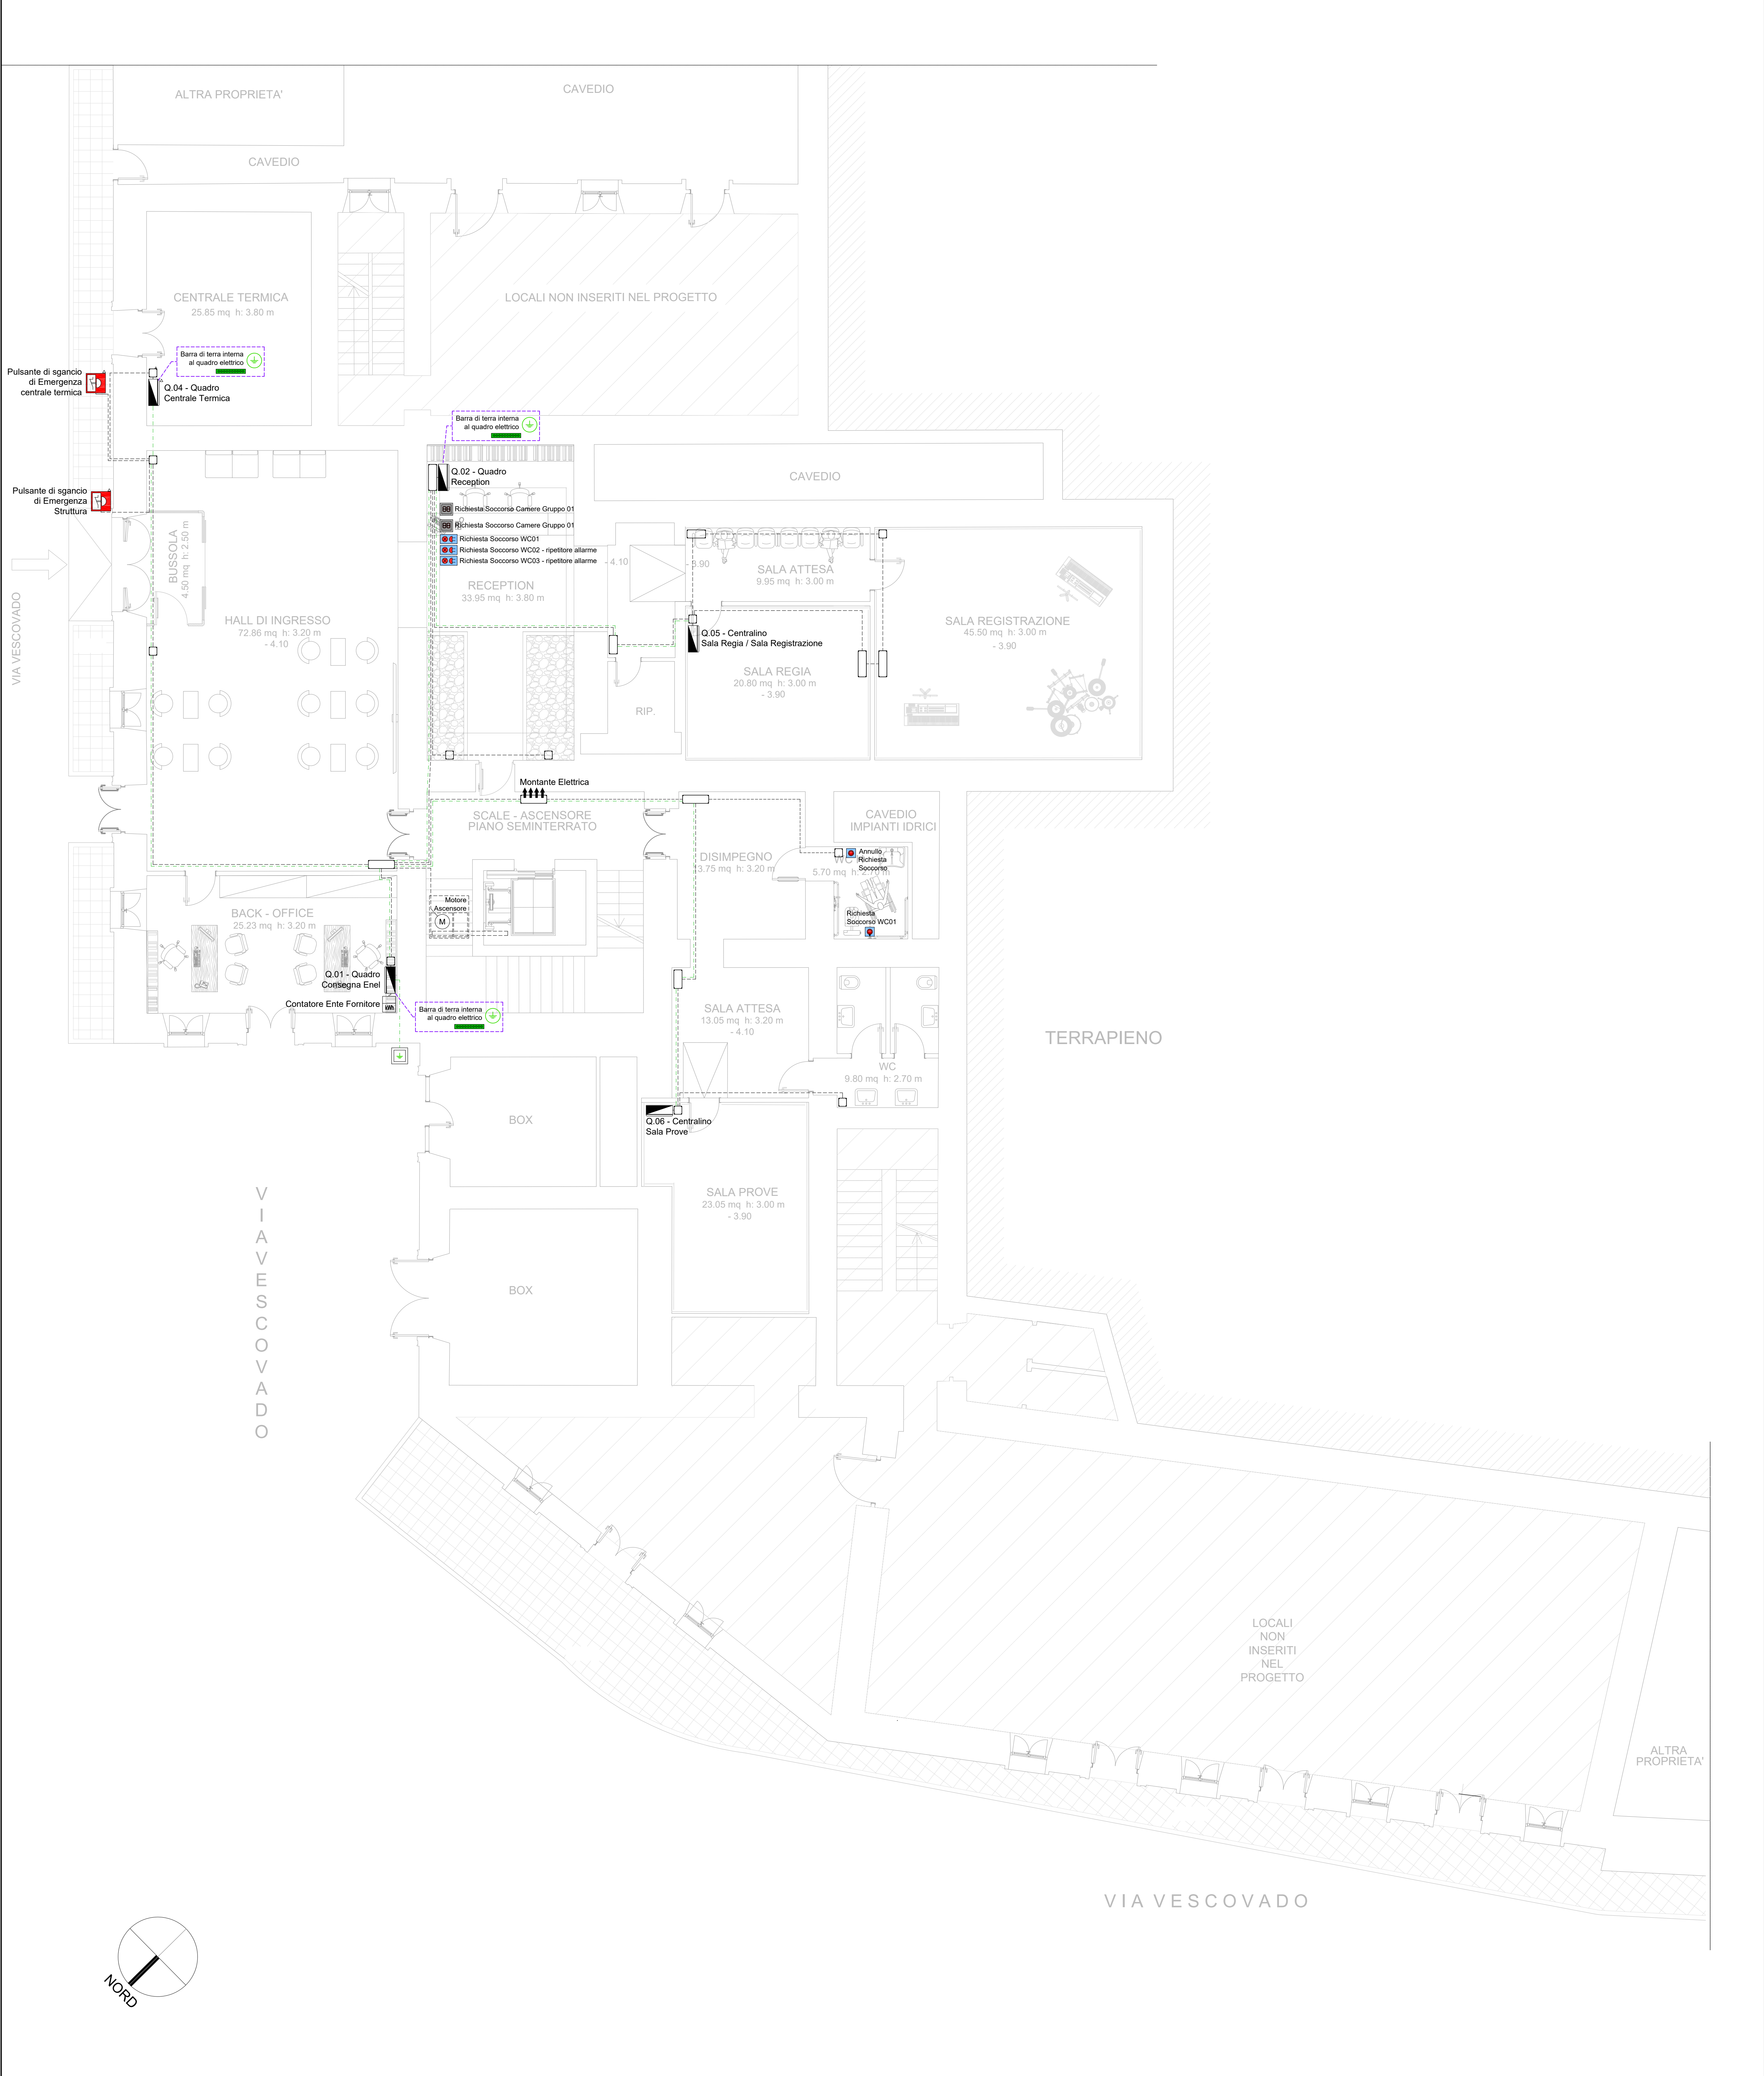 ALTRA PROPRIETA'
CAVEDIO
CAVEDIO
CENTRALE TERMICA
25.85 mq h: 3.80 m
LOCALI NON INSERITI NEL PROGETTO
Barra di terra interna
al quadro elettrico
Pulsante di sgancio
di Emergenza
centrale termica
Q.04 - Quadro
Centrale Termica
Barra di terra interna
al quadro elettrico
Q.02 - Quadro
Reception
CAVEDIO
Pulsante di sgancio
di Emergenza
Struttura
Richiesta Soccorso Camere Gruppo 01
Richiesta Soccorso Camere Gruppo 01
Richiesta Soccorso WC01
Richiesta Soccorso WC02 - ripetitore allarme
Richiesta Soccorso WC03 - ripetitore allarme
BUSSOLA
4.50 mq h: 2.50 m
- 4.10
- 3.90
SALA ATTESA
9.95 mq h: 3.00 m
RECEPTION
33.95 mq h: 3.80 m
VIA VESCOVADO
HALL DI INGRESSO
72.86 mq h: 3.20 m
- 4.10
SALA REGISTRAZIONE
45.50 mq h: 3.00 m
- 3.90
Q.05 - Centralino
Sala Regia / Sala Registrazione
SALA REGIA
20.80 mq h: 3.00 m
- 3.90
RIP.
Montante Elettrica
SCALE - ASCENSORE
PIANO SEMINTERRATO
CAVEDIO
IMPIANTI IDRICI
DISIMPEGNO
3.75 mq h: 3.20 m
Annullo
Richiesta
Soccorso
WC
5.70 mq h: 2.70 m
Motore
Ascensore
M
Richiesta
Soccorso WC01
BACK - OFFICE
25.23 mq h: 3.20 m
Q.01 - Quadro
Consegna Enel
Contatore Ente Fornitore
kWh
Barra di terra interna
al quadro elettrico
SALA ATTESA
13.05 mq h: 3.20 m
- 4.10
TERRAPIENO
WC
9.80 mq h: 2.70 m
BOX
Q.06 - Centralino
Sala Prove
SALA PROVE
23.05 mq h: 3.00 m
- 3.90
V
I
A
V
E
S
C
O
V
A
D
O
BOX
LOCALI
NON
INSERITI
NEL
PROGETTO
ALTRA
PROPRIETA'
VIA VESCOVADO
NORD